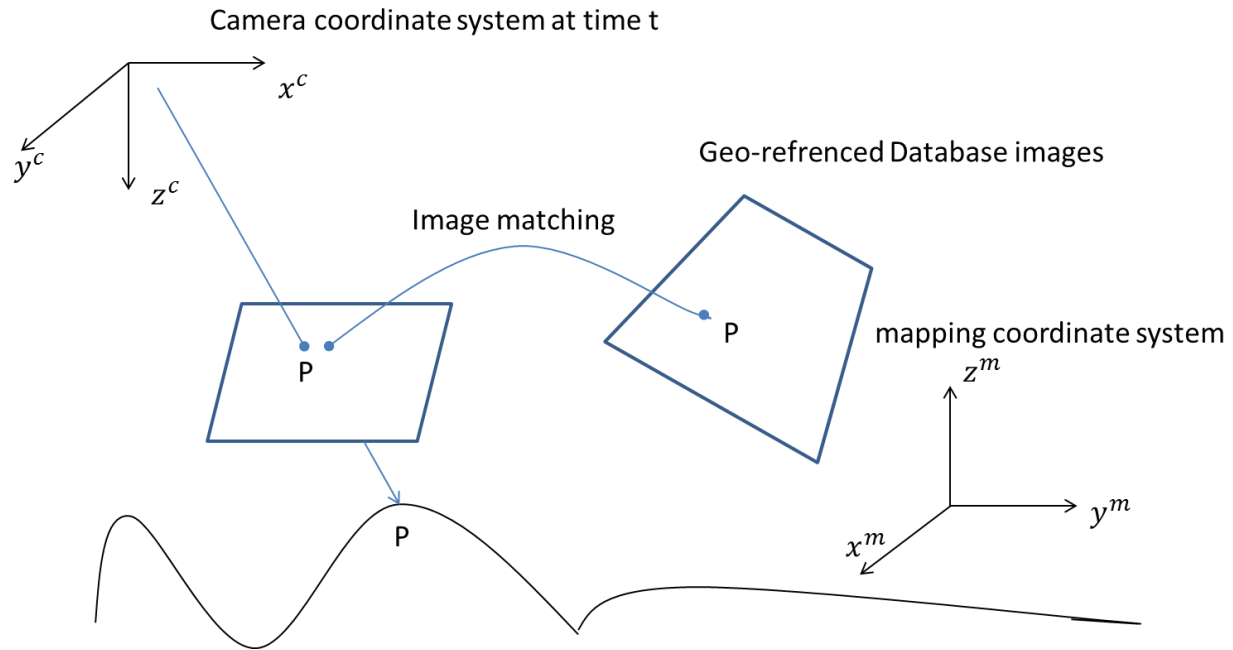 Camera coordinate system at time t
x^c
y^c
z^c
Geo-refrenced Database images
Image matching
P
P
mapping coordinate system
z^m
y^m
x^m
P